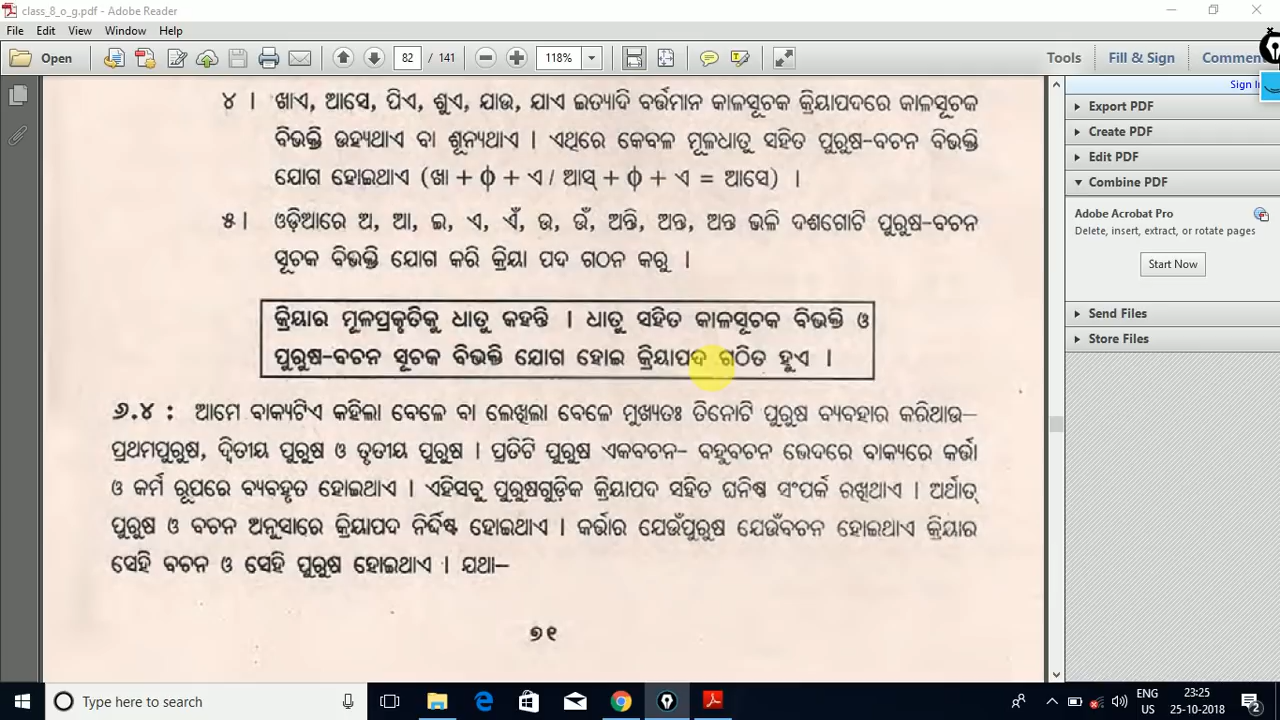 class_8_o_g.pdf - Adobe Reader
File Edit View Window Help
Open 82 / 141 118% Tools Fill & Sign Comment
Sign In
Export PDF
Create PDF
Edit PDF
Combine PDF
Adobe Acrobat Pro
Delete, insert, extract, or rotate pages
Start Now
Send Files
Store Files
୪ । ଖାଏ, ଆସେ, ପିଏ, ଶୁଏ, ଯାଉ, ଯାଏ ଇତ୍ୟାଦି ବର୍ତ୍ତମାନ କାଳସୂଚକ କ୍ରିୟାପଦରେ କାଳସୂଚକ
ବିଭକ୍ତି ଉହ୍ୟଥାଏ ବା ଶୂନ୍ୟଥାଏ । ଏଥିରେ କେବଳ ମୂଳଧାତୁ ସହିତ ପୁରୁଷ-ବଚନ ବିଭକ୍ତି
ଯୋଗ ହୋଇଥାଏ (ଖା + ϕ + ଏ / ଆସ୍ + ϕ + ଏ = ଆସେ) ।
୫। ଓଡ଼ିଆରେ ଅ, ଆ, ଇ, ଏ, ଏଁ, ଉ, ଉଁ, ଅନ୍ତି, ଅନ୍ତ, ଅନ୍ତ ଭଳି ଦଶଗୋଟି ପୁରୁଷ-ବଚନ
ସୂଚକ ବିଭକ୍ତି ଯୋଗ କରି କ୍ରିୟା ପଦ ଗଠନ କରୁ ।
କ୍ରିୟାର ମୂଳପ୍ରକୃତିକୁ ଧାତୁ କହନ୍ତି । ଧାତୁ ସହିତ କାଳସୂଚକ ବିଭକ୍ତି ଓ
ପୁରୁଷ-ବଚନ ସୂଚକ ବିଭକ୍ତି ଯୋଗ ହୋଇ କ୍ରିୟାପଦ ଗଠିତ ହୁଏ ।
୬.୪ : ଆମେ ବାକ୍ୟଟିଏ କହିଲା ବେଳେ ବା ଲେଖିଲା ବେଳେ ମୁଖ୍ୟତଃ ତିନୋଟି ପୁରୁଷ ବ୍ୟବହାର କରିଥାଉ–
ପ୍ରଥମପୁରୁଷ, ଦ୍ୱିତୀୟ ପୁରୁଷ ଓ ତୃତୀୟ ପୁରୁଷ । ପ୍ରତିଟି ପୁରୁଷ ଏକବଚନ- ବହୁବଚନ ଭେଦରେ ବାକ୍ୟରେ କର୍ତ୍ତା
ଓ କର୍ମ ରୂପରେ ବ୍ୟବହୃତ ହୋଇଥାଏ । ଏହିସବୁ ପୁରୁଷଗୁଡ଼ିକ କ୍ରିୟାପଦ ସହିତ ଘନିଷ୍ଠ ସଂପର୍କ ରଖିଥାଏ । ଅର୍ଥାତ୍
ପୁରୁଷ ଓ ବଚନ ଅନୁସାରେ କ୍ରିୟାପଦ ନିର୍ଦ୍ଦିଷ୍ଟ ହୋଇଥାଏ । କର୍ତ୍ତାର ଯେଉଁପୁରୁଷ ଯେଉଁବଚନ ହୋଇଥାଏ କ୍ରିୟାର
ସେହି ବଚନ ଓ ସେହି ପୁରୁଷ ହୋଇଥାଏ । ଯଥା–
୭୧
Type here to search
ENG 23:25
US 25-10-2018
2